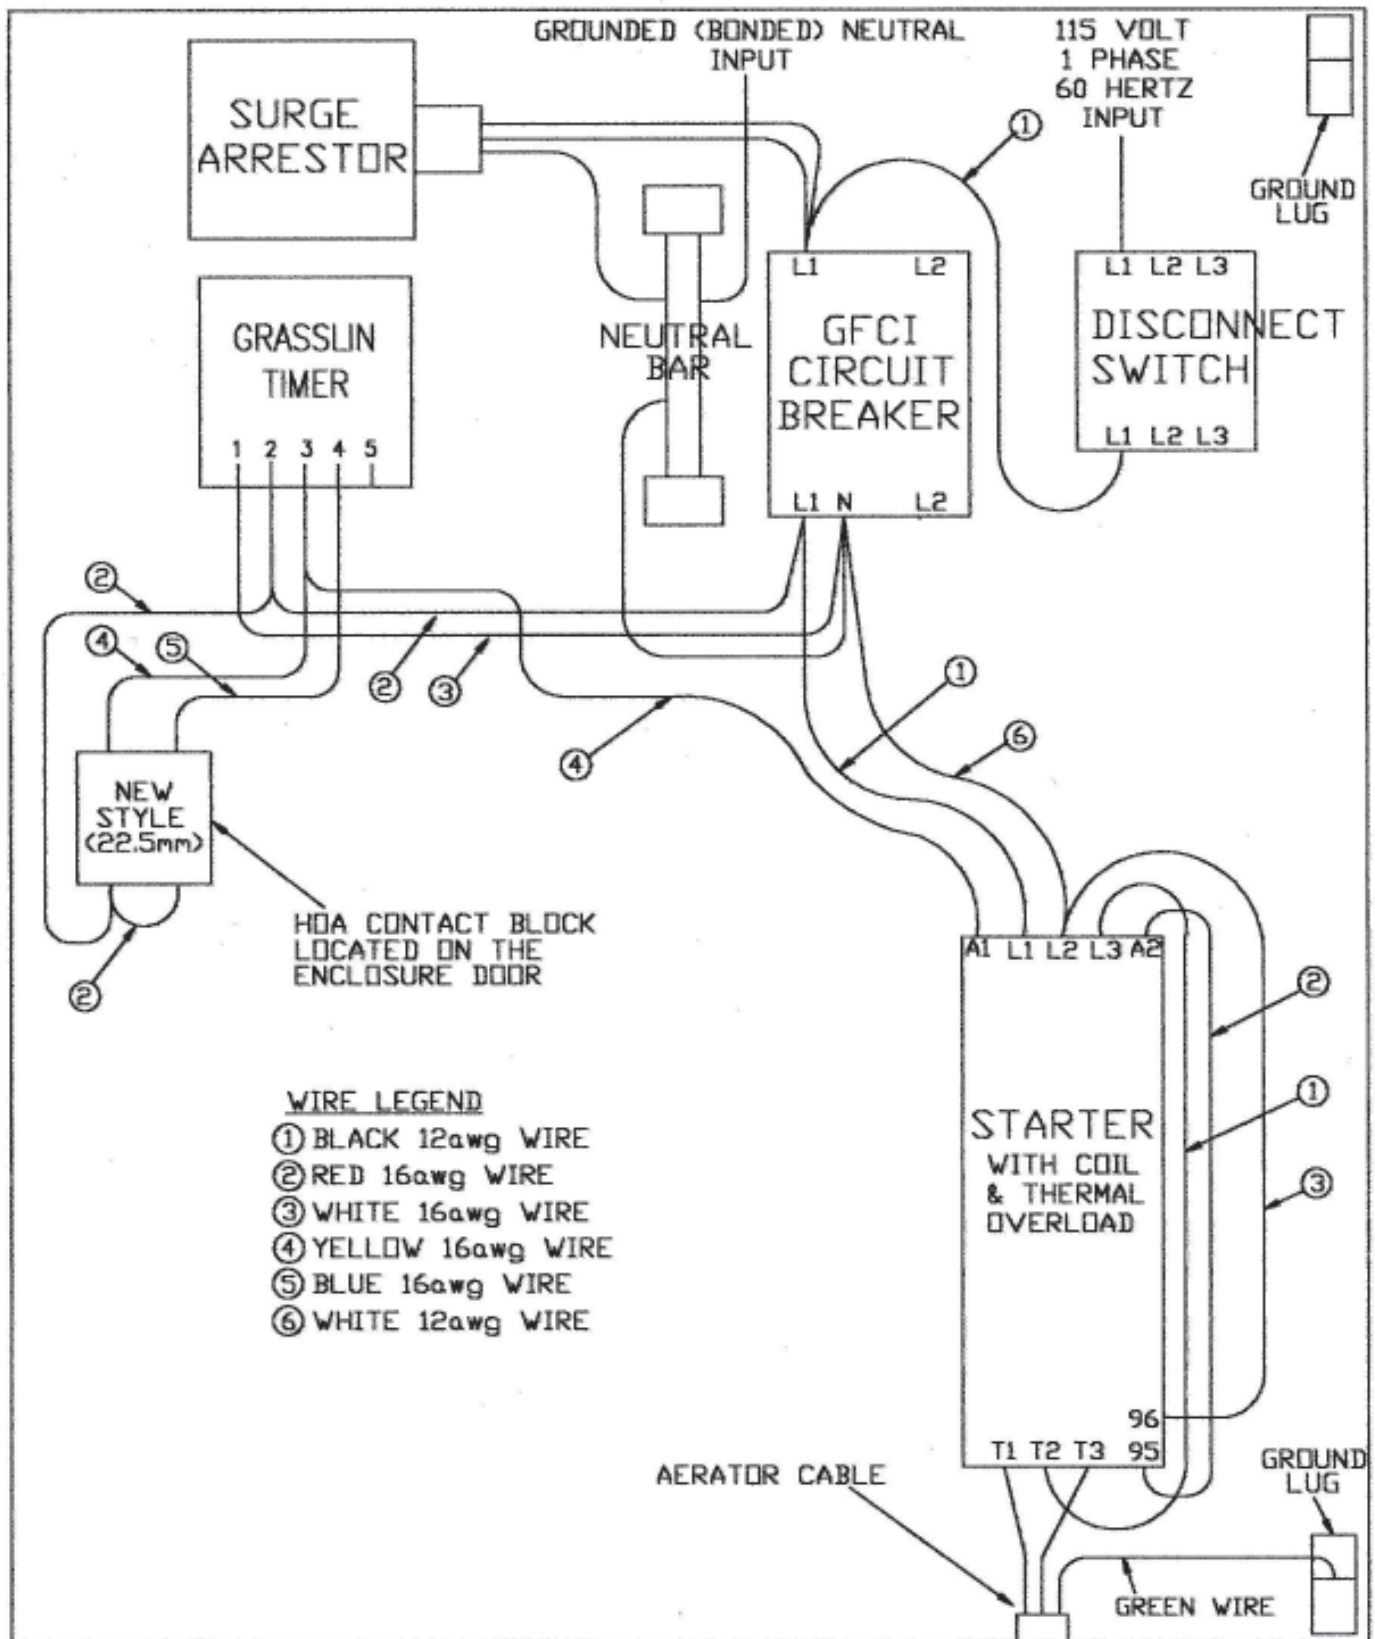 GROUNDED (BONDED) NEUTRAL
INPUT
115 VOLT
1 PHASE
60 HERTZ
INPUT
SURGE
ARRESTOR
1
GROUND
LUG
L1 L2
L1 L2 L3
GRASSLIN
TIMER
NEUTRAL
BAR
GFCI
CIRCUIT
BREAKER
DISCONNECT
SWITCH
1 2 3 4 5
L1 L2 L3
L1 N L2
2
4
5
2
3
1
4
6
NEW
STYLE
(22.5mm)
HOA CONTACT BLOCK
LOCATED ON THE
ENCLOSURE DOOR
2
A1 L1 L2 L3 A2
2
1
3
STARTER
WITH COIL
& THERMAL
OVERLOAD
WIRE LEGEND
1 BLACK 12awg WIRE
2 RED 16awg WIRE
3 WHITE 16awg WIRE
4 YELLOW 16awg WIRE
5 BLUE 16awg WIRE
6 WHITE 12awg WIRE
96
T1 T2 T3 95
AERATOR CABLE
GROUND
LUG
GREEN WIRE